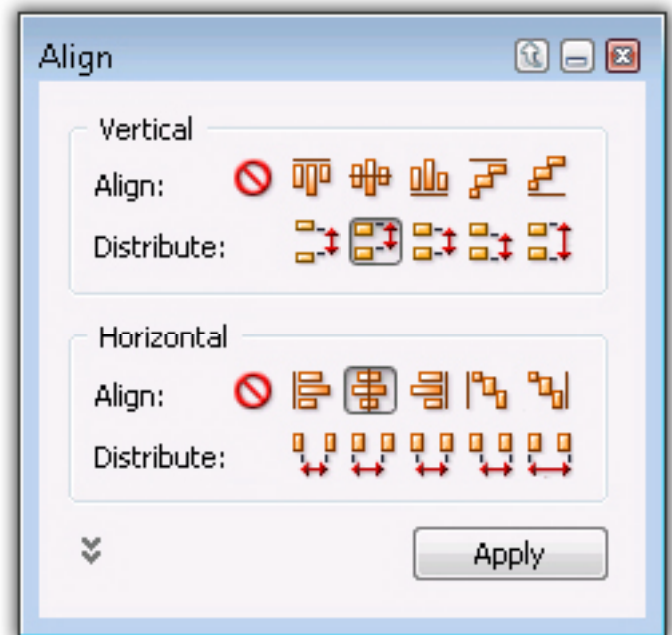 Align
Vertical
Align:
Distribute:
Horizontal
Align:
Distribute:
Apply